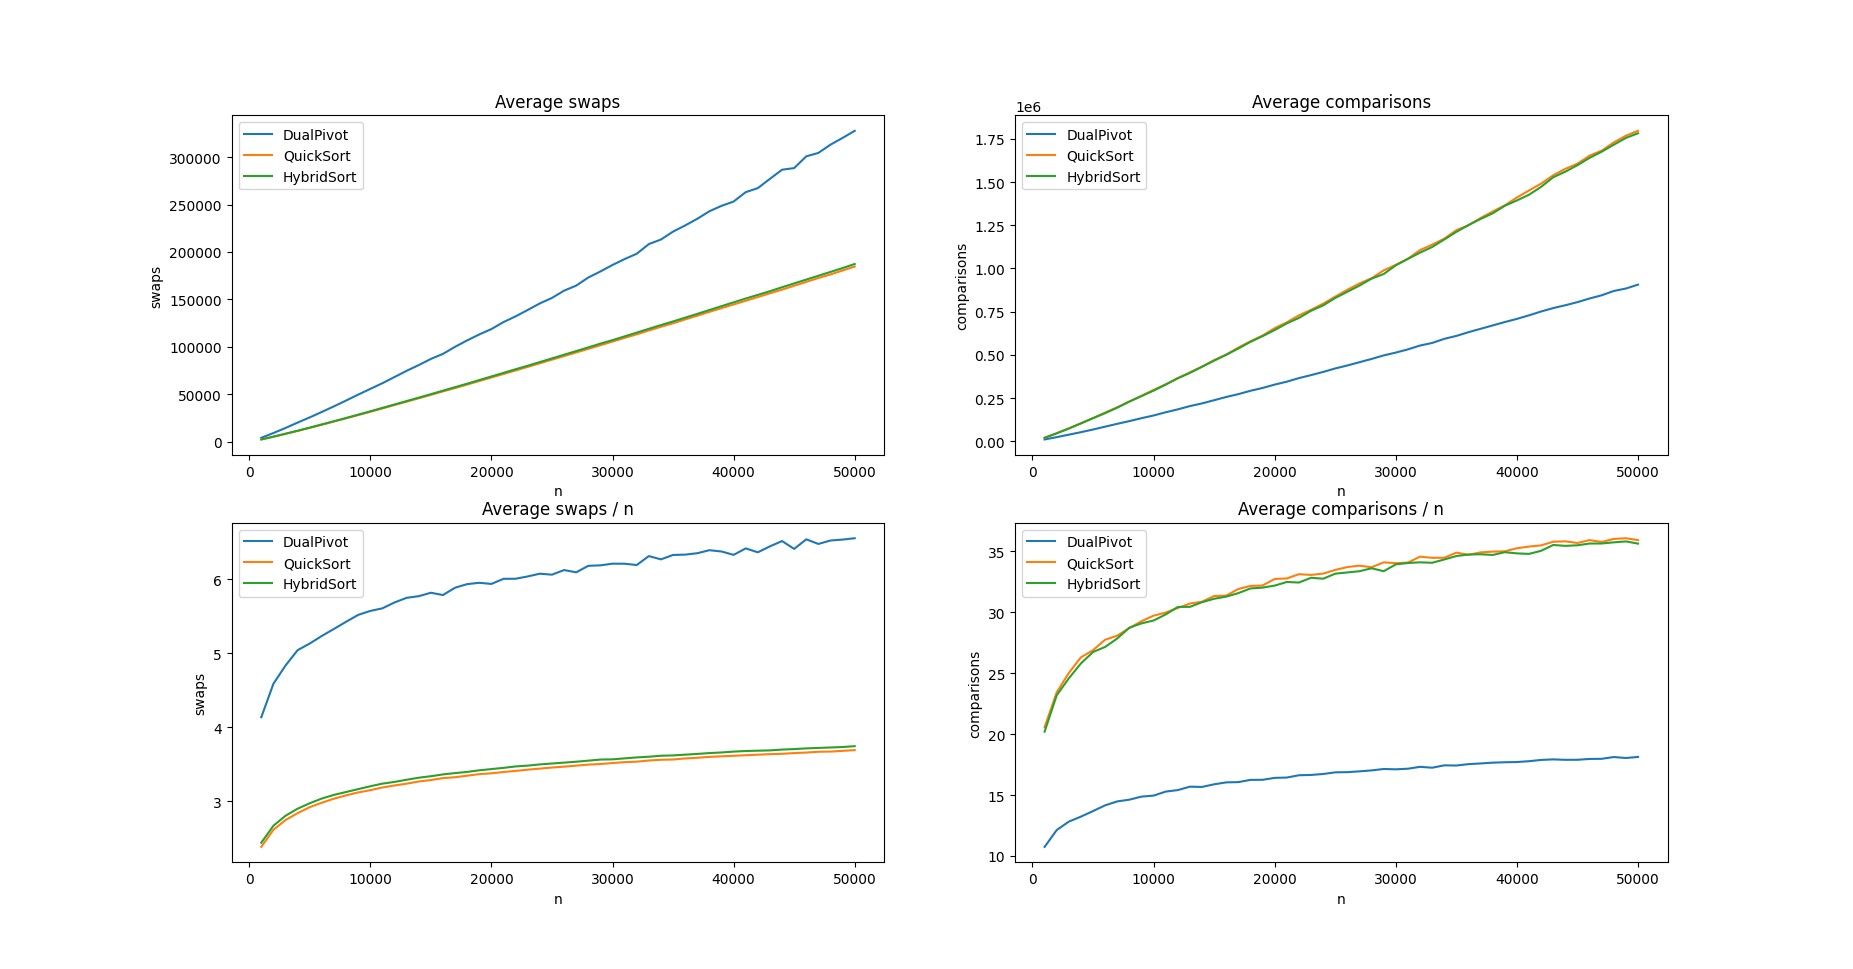 Average swaps
DualPivot
QuickSort
HybridSort
300000
250000
200000
150000
100000
50000
0
swaps
0 10000 20000 30000 40000 50000
n
Average comparisons
1e6
DualPivot
QuickSort
HybridSort
1.75
1.50
1.25
1.00
0.75
0.50
0.25
0.00
comparisons
0 10000 20000 30000 40000 50000
n
Average swaps / n
DualPivot
QuickSort
HybridSort
6
5
4
3
swaps
0 10000 20000 30000 40000 50000
n
Average comparisons / n
DualPivot
QuickSort
HybridSort
35
30
25
20
15
10
comparisons
0 10000 20000 30000 40000 50000
n